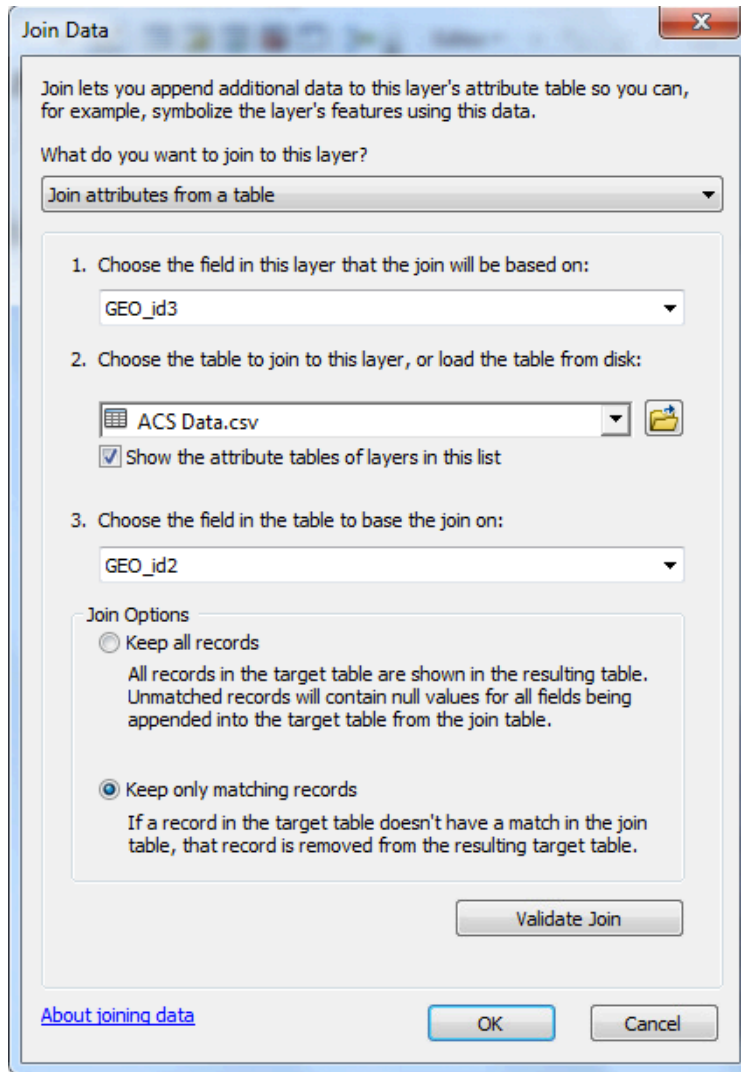 Join Data
Join lets you append additional data to this layer's attribute table so you can,
for example, symbolize the layer's features using this data.
What do you want to join to this layer?
Join attributes from a table
1. Choose the field in this layer that the join will be based on:
GEO_id3
2. Choose the table to join to this layer, or load the table from disk:
ACS Data.csv
Show the attribute tables of layers in this list
3. Choose the field in the table to base the join on:
GEO_id2
Join Options
Keep all records
All records in the target table are shown in the resulting table.
Unmatched records will contain null values for all fields being
appended into the target table from the join table.
Keep only matching records
If a record in the target table doesn't have a match in the join
table, that record is removed from the resulting target table.
Validate Join
About joining data
OK
Cancel